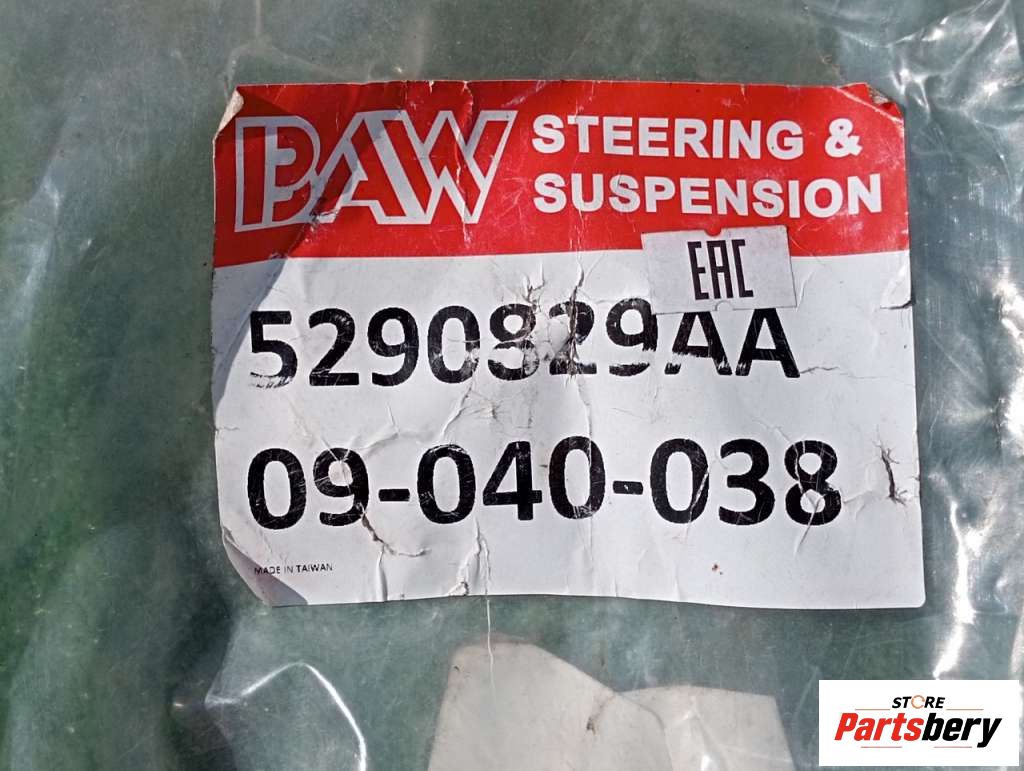 BAW
STEERING &
SUSPENSION
EAC
5290829AA
09-040-038
MADE IN TAIWAN
STORE
Partsbery